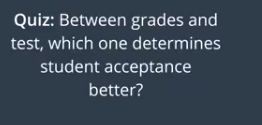 Quiz: Between grades and
test, which one determines
student acceptance
better?